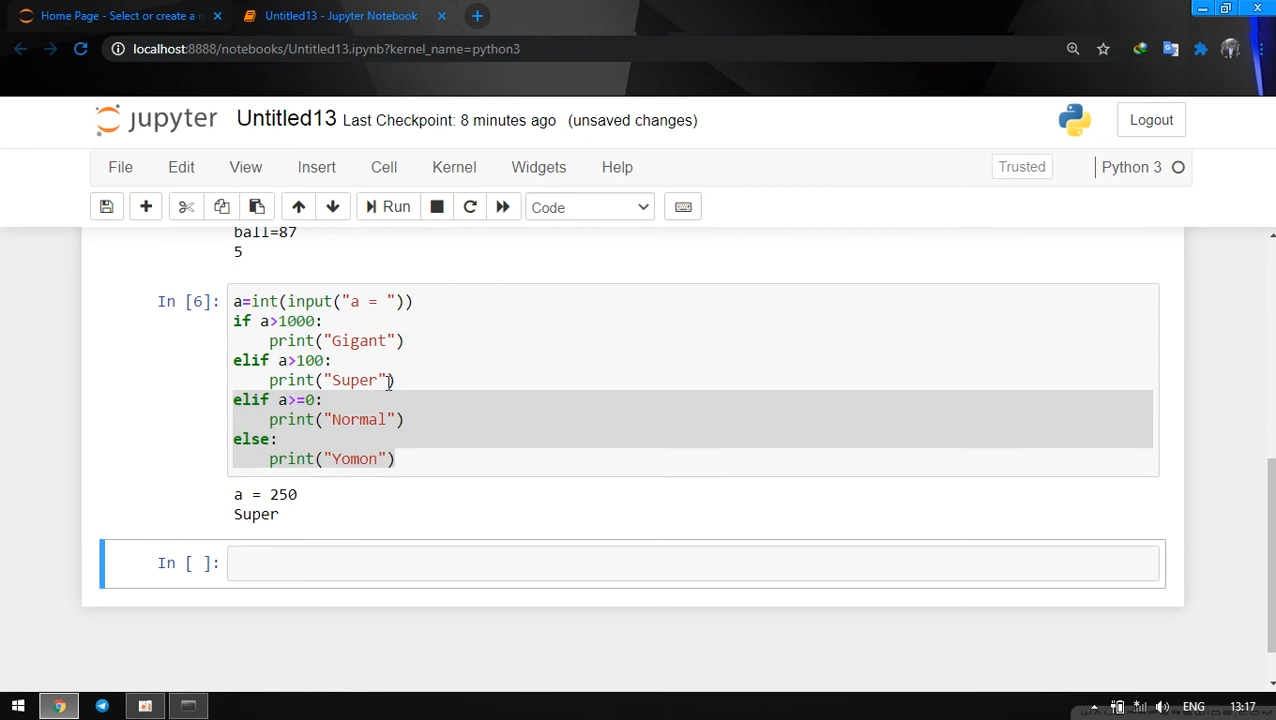 Home Page - Select or create a n
Untitled13 - Jupyter Notebook
localhost:8888/notebooks/Untitled13.ipynb?kernel_name=python3
jupyter Untitled13 Last Checkpoint: 8 minutes ago (unsaved changes)
Logout
File Edit View Insert Cell Kernel Widgets Help
Trusted
Python 3
Run
Code
ball=87
5
In [6]: a=int(input("a = "))
if a>1000:
print("Gigant")
elif a>100:
print("Super")
elif a>=0:
print("Normal")
else:
print("Yomon")
a = 250
Super
In [ ]:
ENG 13:17